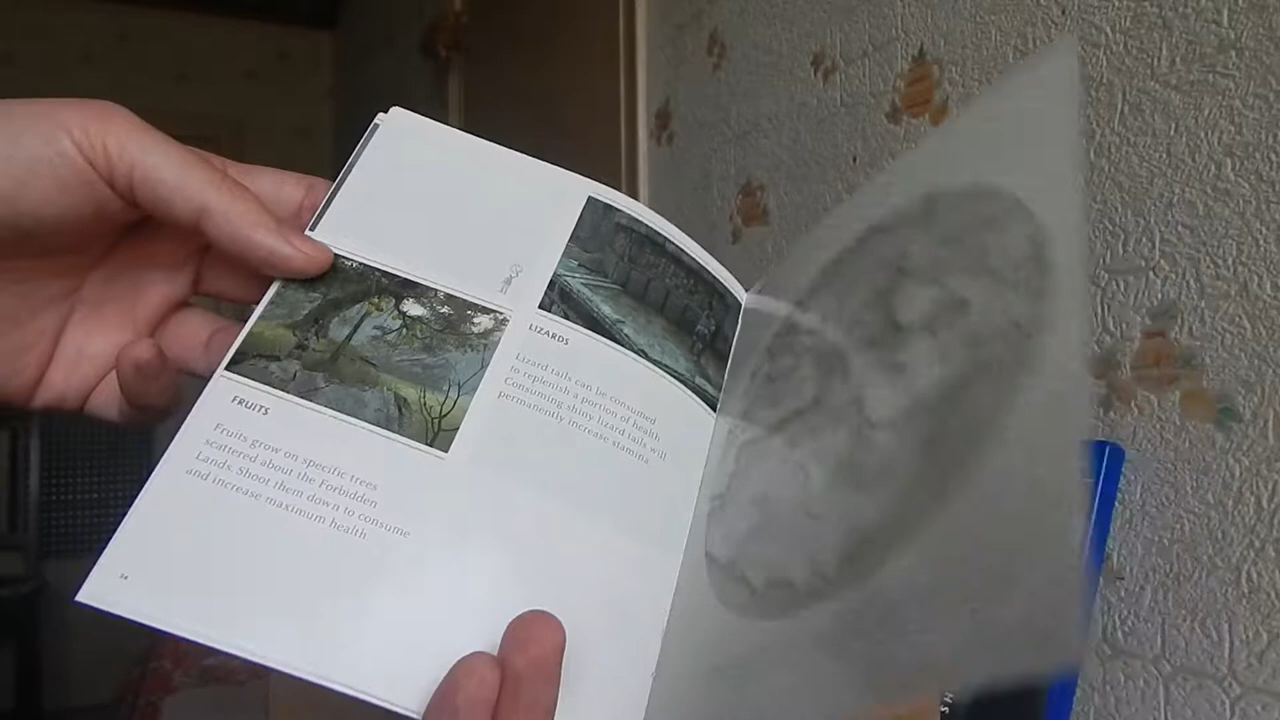 FRUITS
Fruits grow on specific trees
scattered about the Forbidden
Lands. Shoot them down to consume
and increase maximum health
34
LIZARDS
Lizard tails can be consumed
to replenish a portion of health
Consuming shiny lizard tails will
permanently increase stamina
SH